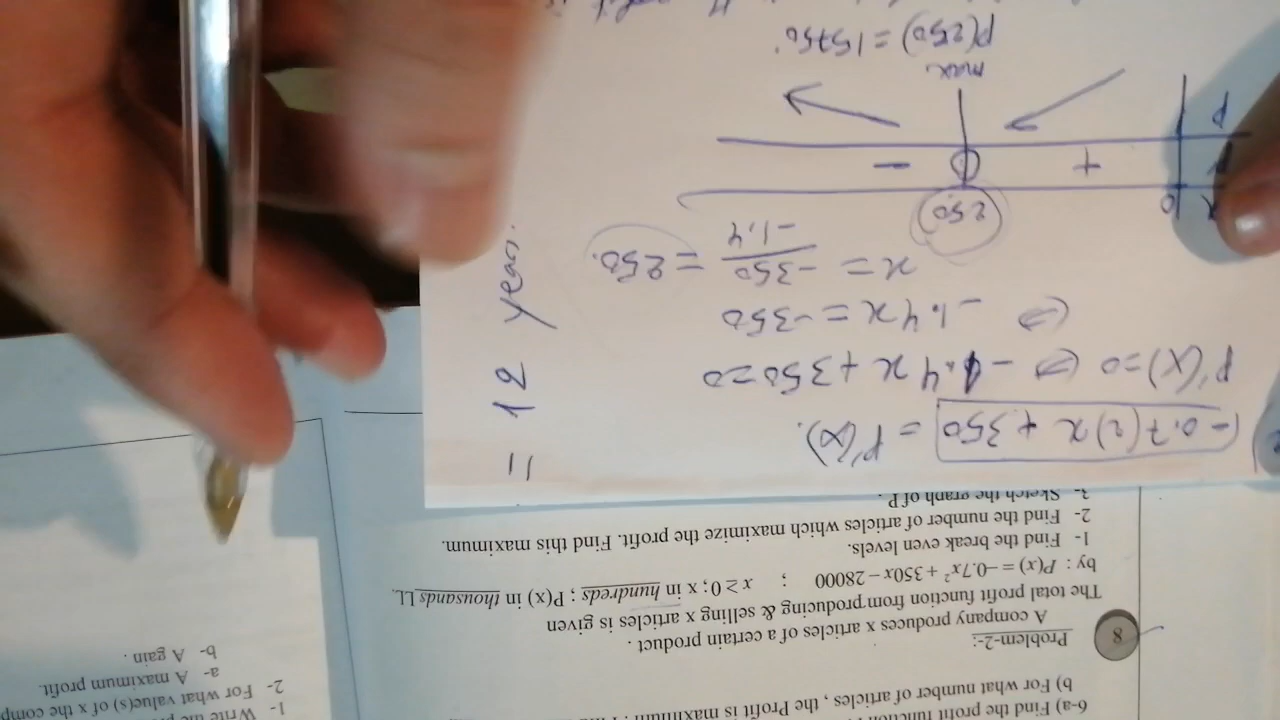 6-a) Find the profit function
b) For what number of articles , the Profit is maximum
8
Problem-2-:
A company produces x articles of a certain product .
The total profit function from producing & selling x articles is given
by : P(x) = –0.7x² + 350x – 28000 ; x ≥ 0 ; x in hundreds ; P(x) in thousands LL.
1- Find the break even levels.
2- Find the number of articles which maximize the profit. Find this maximum.
3- Sketch the graph of P .
1- Write the
2- For what value(s) of x the comp
a- A maximum profit.
b- A gain .
(-0.7(2)x + 350 = P'(x).
P'(x)=0 ⇔ -1.4x + 350=0
⇔ -1.4x = -350
x = -350/-1.4 = 250.
x 0 250
+ 0 -
P
max.
P(250) = 15750
= 12 years.